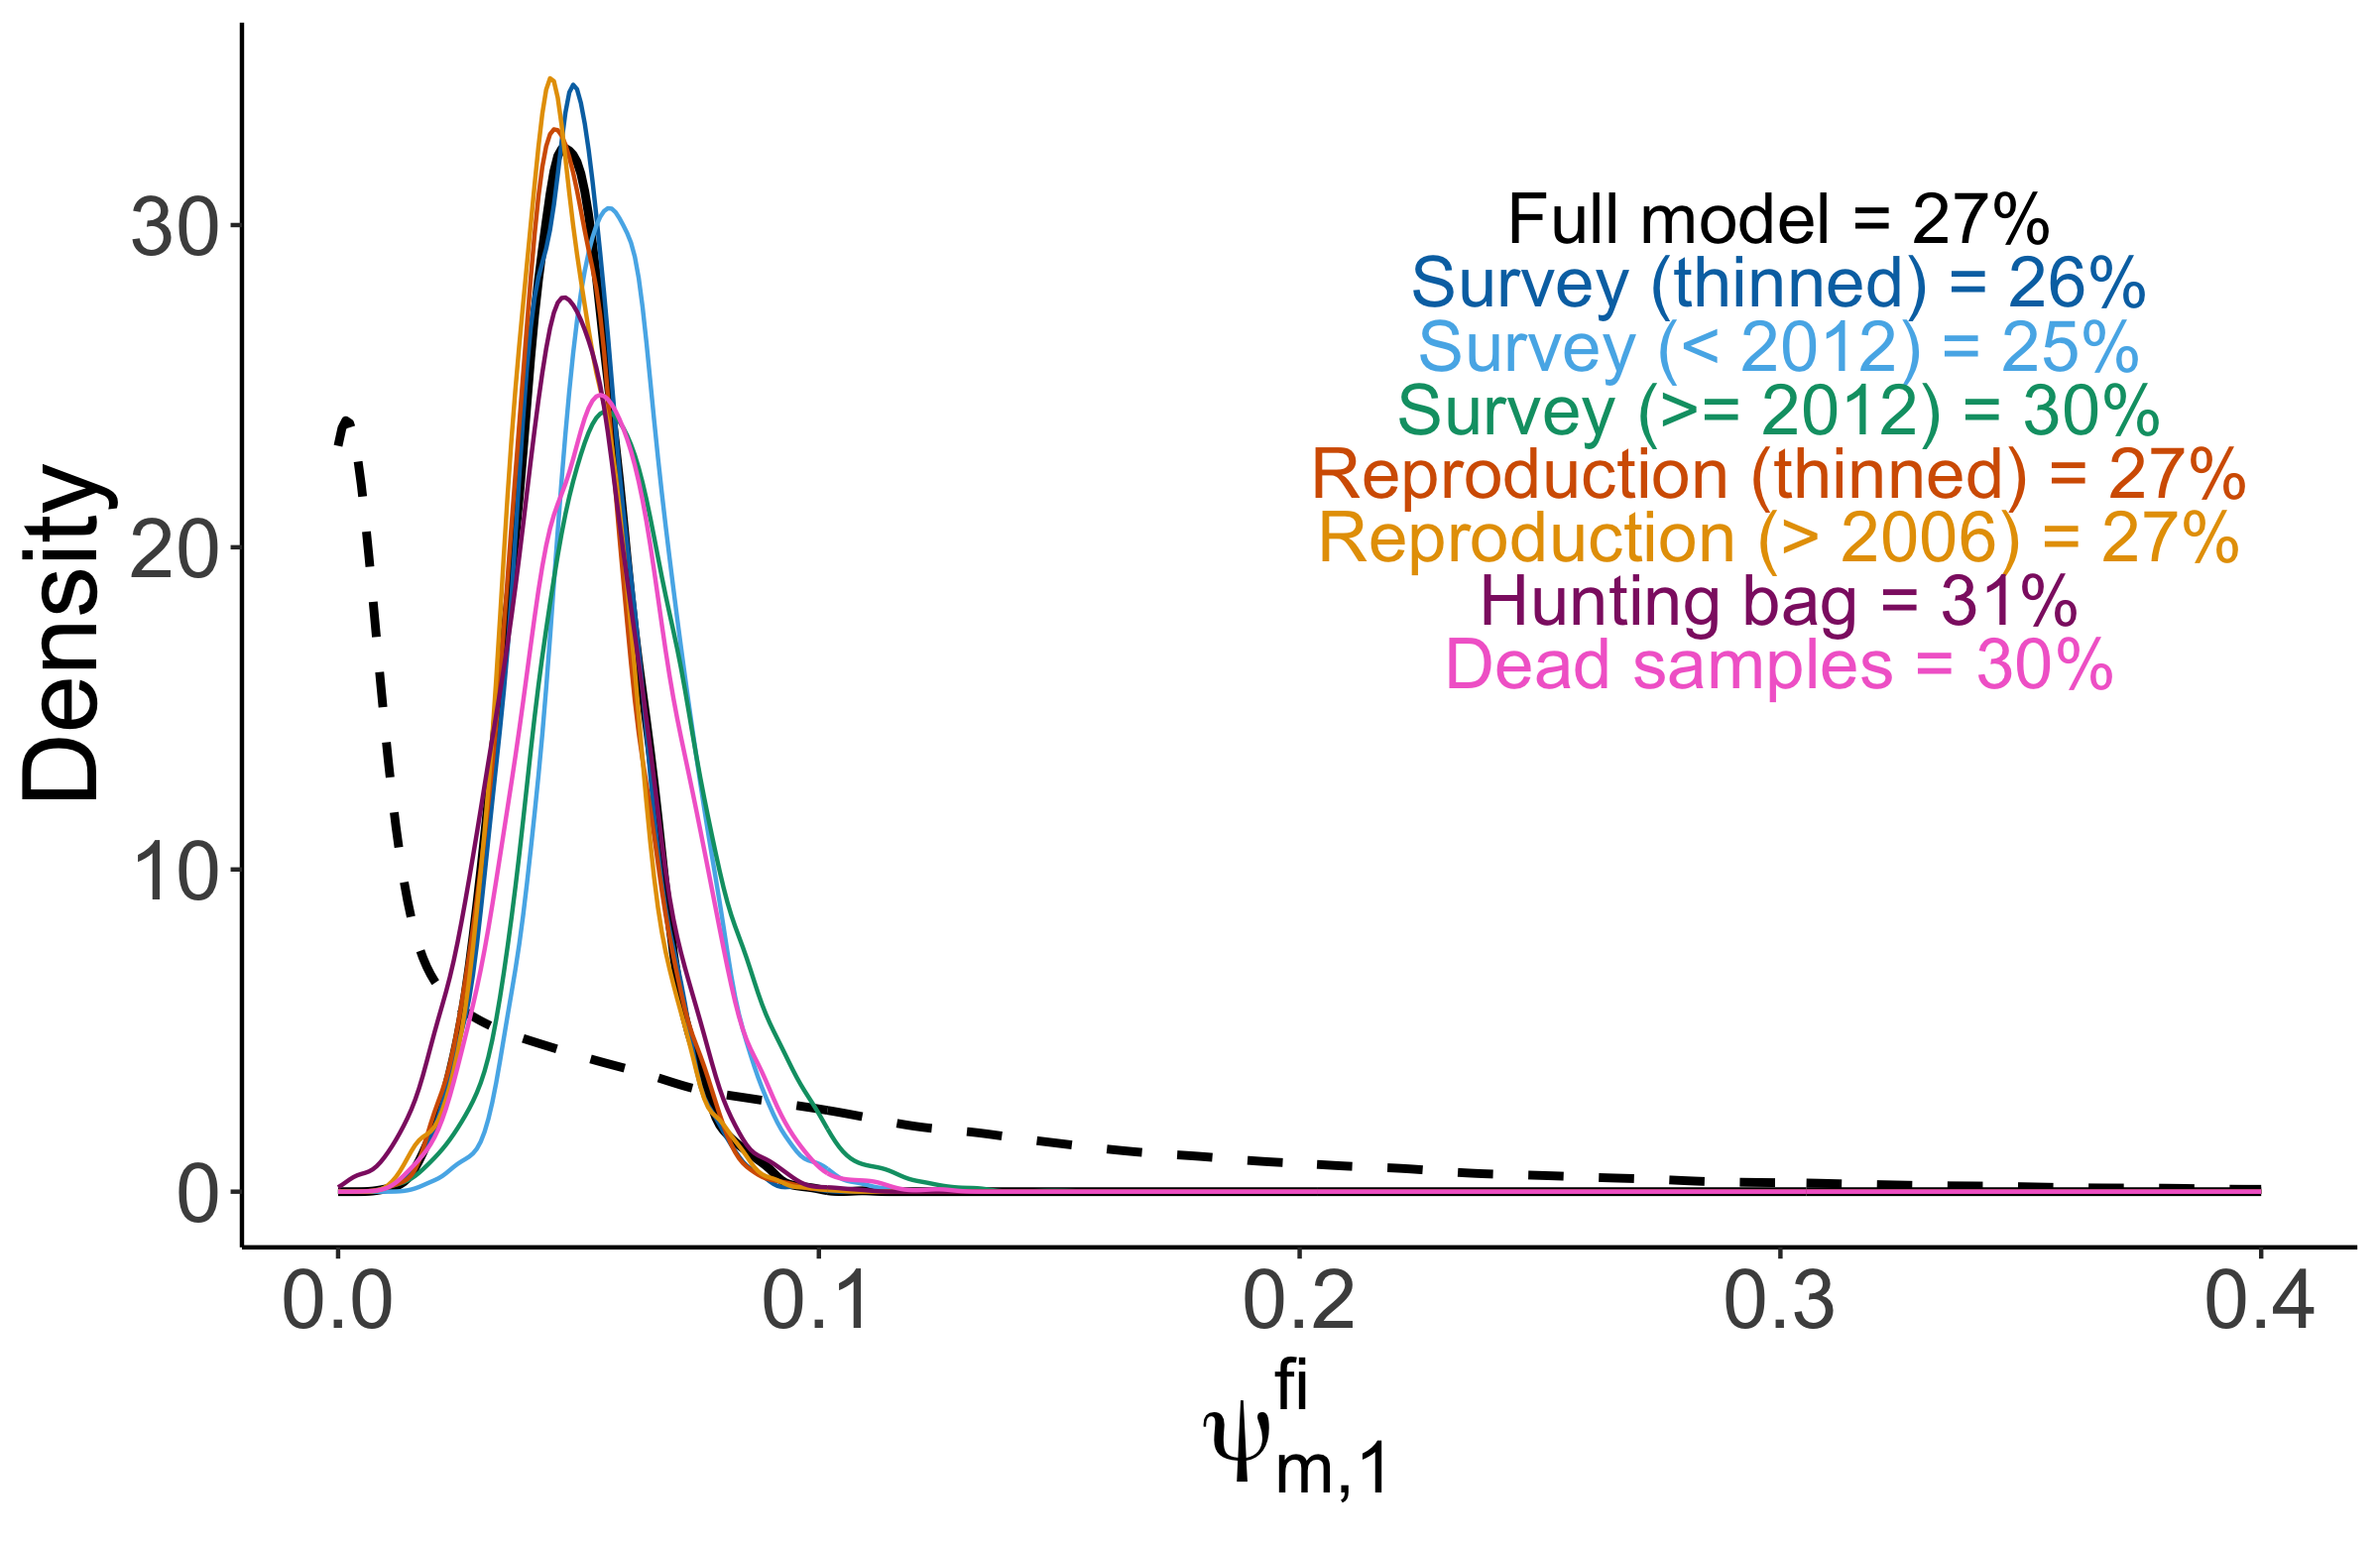 Density
30
20
10
0
Full model = 27%
Survey (thinned) = 26%
Survey (< 2012) = 25%
Survey (>= 2012) = 30%
Reproduction (thinned) = 27%
Reproduction (> 2006) = 27%
Hunting bag = 31%
Dead samples = 30%
0.0 0.1 0.2 0.3 0.4
ψ fi m,1